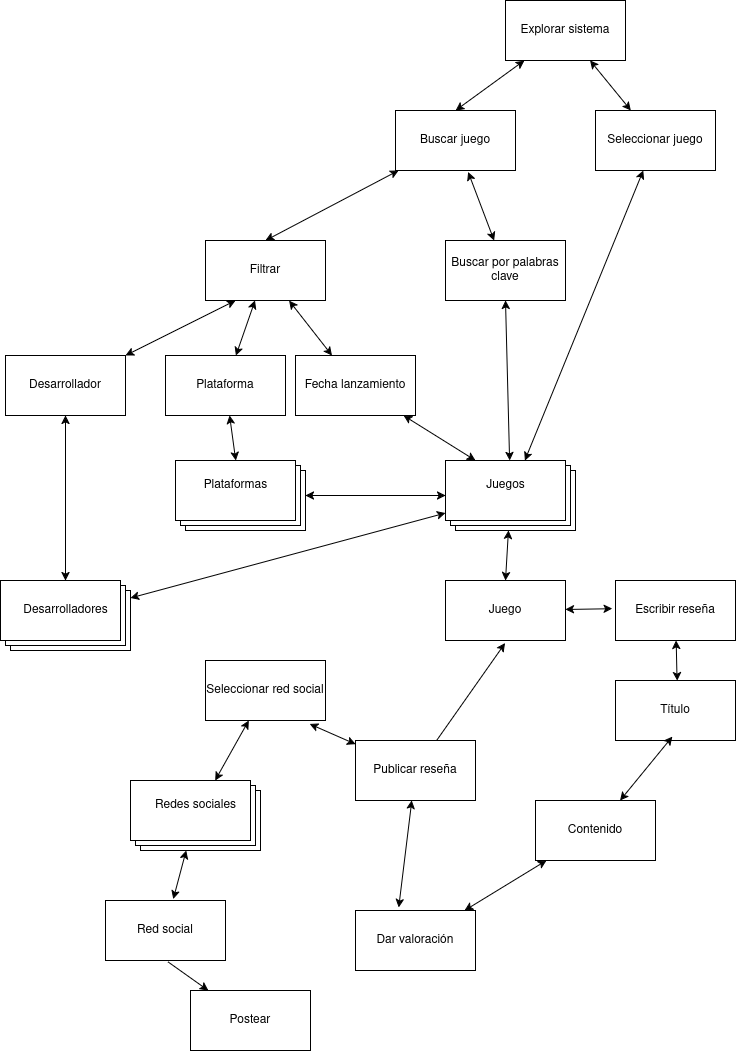 Explorar sistema
Buscar juego
Seleccionar juego
Filtrar
Buscar por palabras
clave
Desarrollador
Plataforma
Fecha lanzamiento
Plataformas
Juegos
Desarrolladores
Juego
Escribir reseña
Seleccionar red social
Título
Publicar reseña
Redes sociales
Contenido
Red social
Dar valoración
Postear